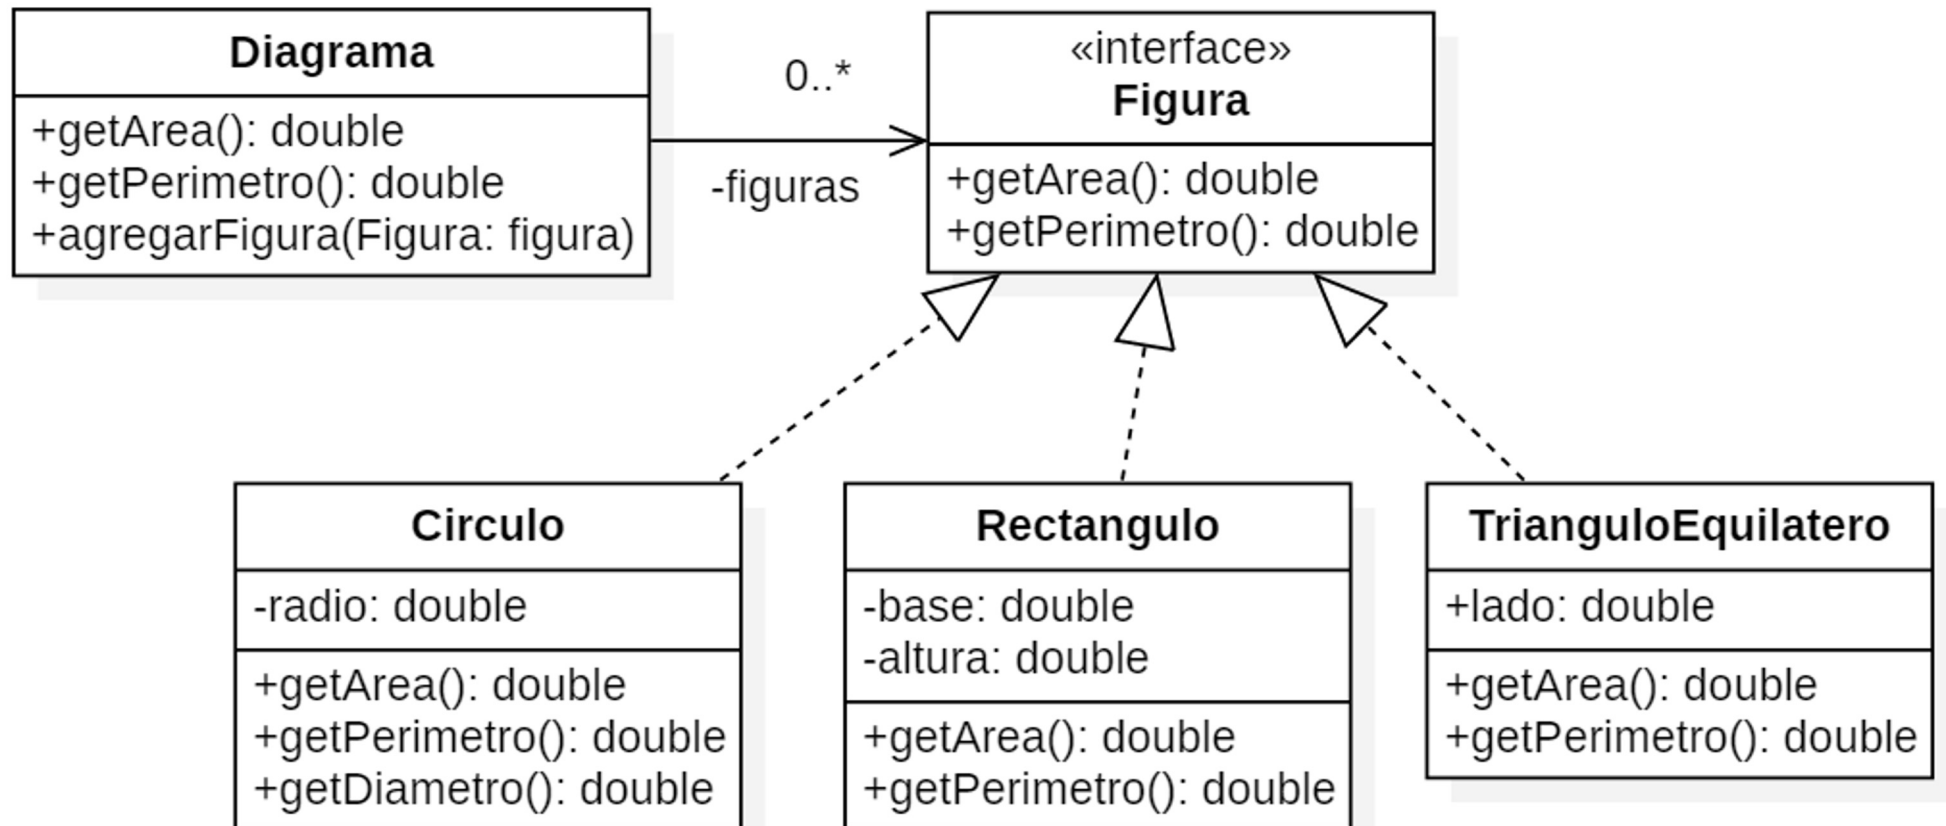 Diagrama
+getArea(): double
+getPerimetro(): double
+agregarFigura(Figura: figura)
0..*
-figuras
«interface»
Figura
+getArea(): double
+getPerimetro(): double
Circulo
-radio: double
+getArea(): double
+getPerimetro(): double
+getDiametro(): double
Rectangulo
-base: double
-altura: double
+getArea(): double
+getPerimetro(): double
TrianguloEquilatero
+lado: double
+getArea(): double
+getPerimetro(): double